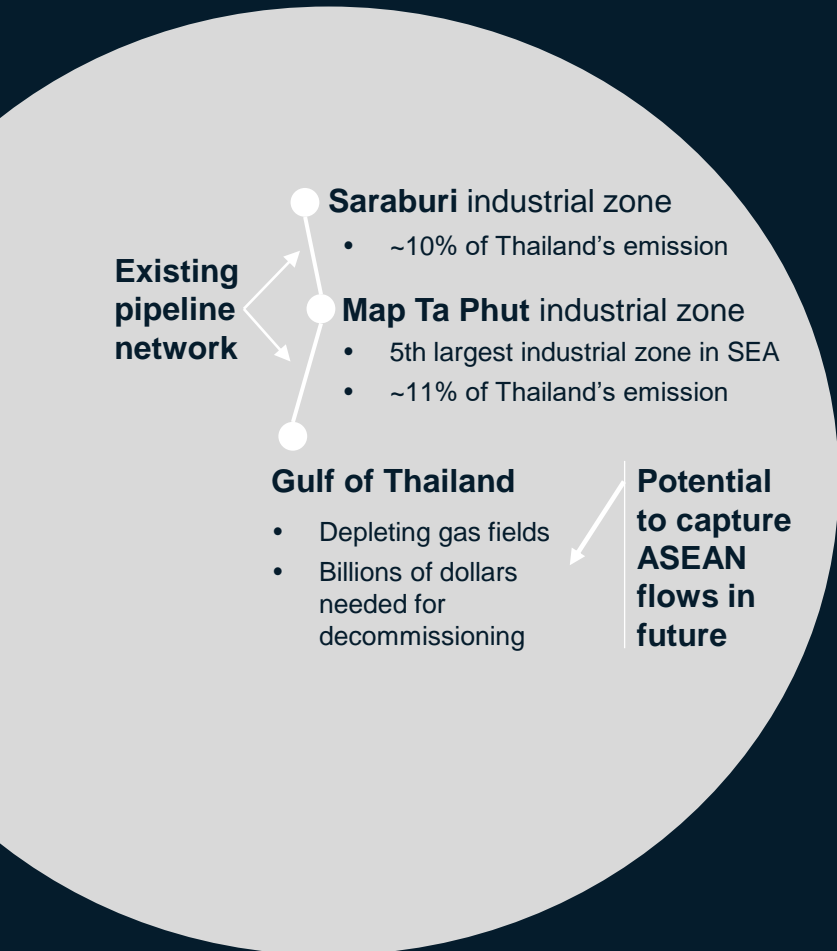 Saraburi industrial zone
• ~10% of Thailand's emission
Existing
pipeline
network
Map Ta Phut industrial zone
• 5th largest industrial zone in SEA
• ~11% of Thailand's emission
Gulf of Thailand
• Depleting gas fields
• Billions of dollars
needed for
decommissioning
Potential
to capture
ASEAN
flows in
future